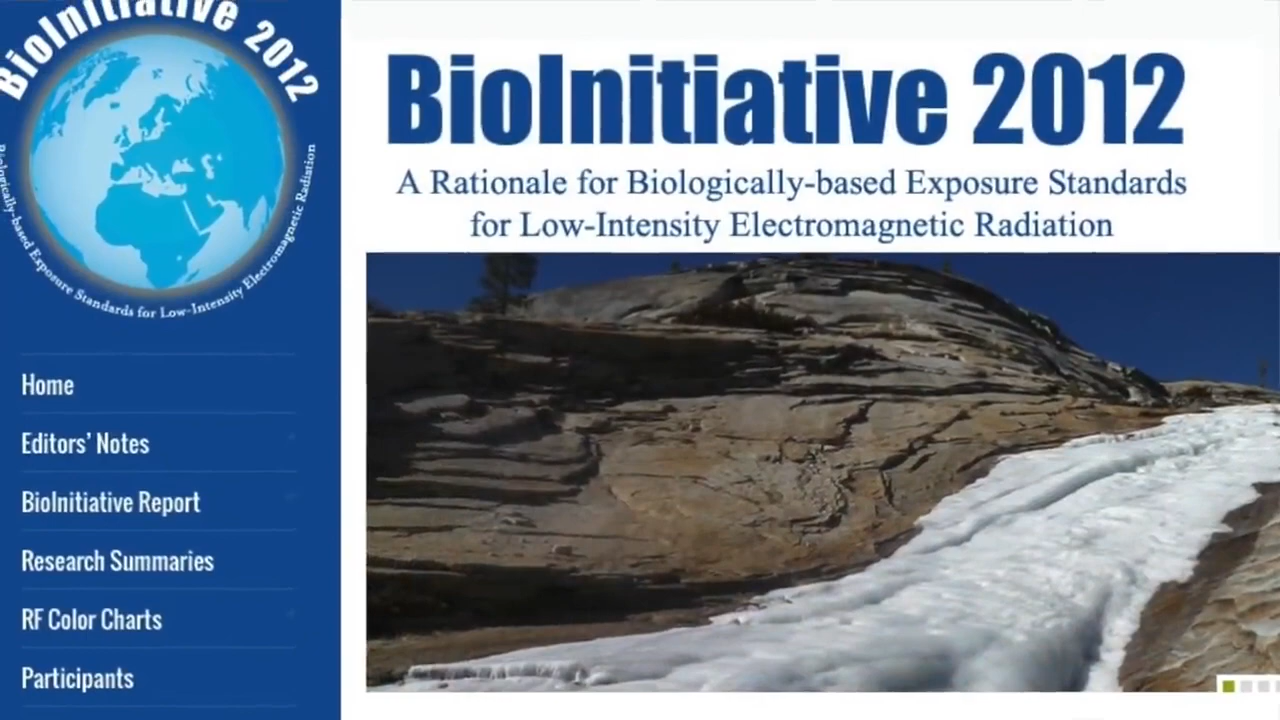 BioInitiative 2012
Biologically-based Exposure Standards for Low-Intensity Electromagnetic Radiation
Home
Editors’ Notes
BioInitiative Report
Research Summaries
RF Color Charts
Participants
BioInitiative 2012
A Rationale for Biologically-based Exposure Standards
for Low-Intensity Electromagnetic Radiation